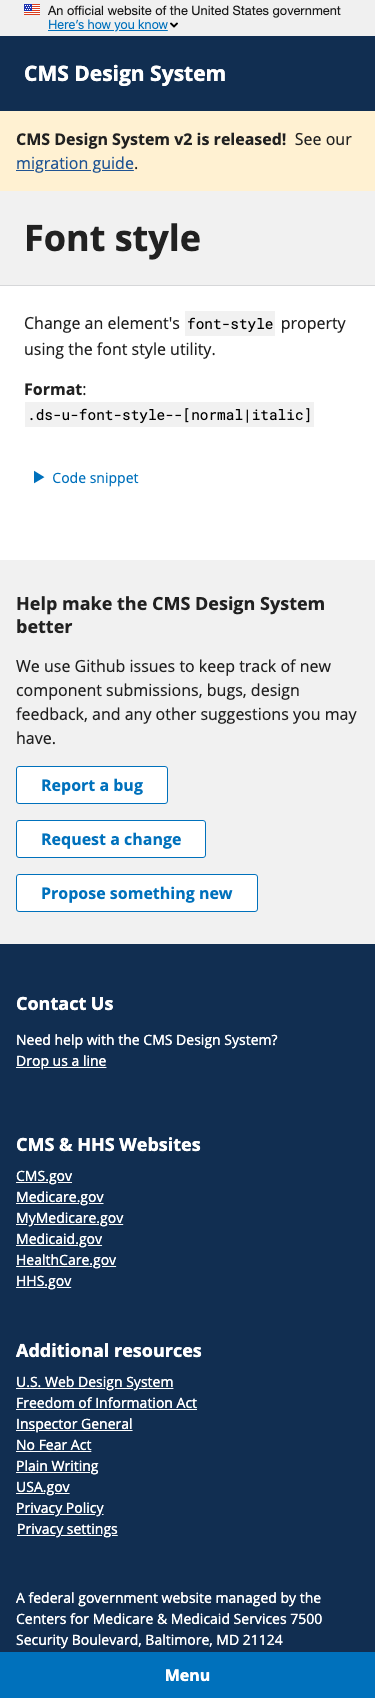 An official website of the United States government
Here's how you know
CMS Design System
CMS Design System v2 is released! See our
migration guide.
Font style
Change an element's font-style property
using the font style utility.
Format:
.ds-u-font-style--[normal|italic]
Code snippet
Help make the CMS Design System
better
We use Github issues to keep track of new
component submissions, bugs, design
feedback, and any other suggestions you may
have.
Report a bug
Request a change
Propose something new
Contact Us
Need help with the CMS Design System?
Drop us a line
CMS & HHS Websites
CMS.gov
Medicare.gov
MyMedicare.gov
Medicaid.gov
HealthCare.gov
HHS.gov
Additional resources
U.S. Web Design System
Freedom of Information Act
Inspector General
No Fear Act
Plain Writing
USA.gov
Privacy Policy
Privacy settings
A federal government website managed by the
Centers for Medicare & Medicaid Services 7500
Security Boulevard, Baltimore, MD 21124
Menu